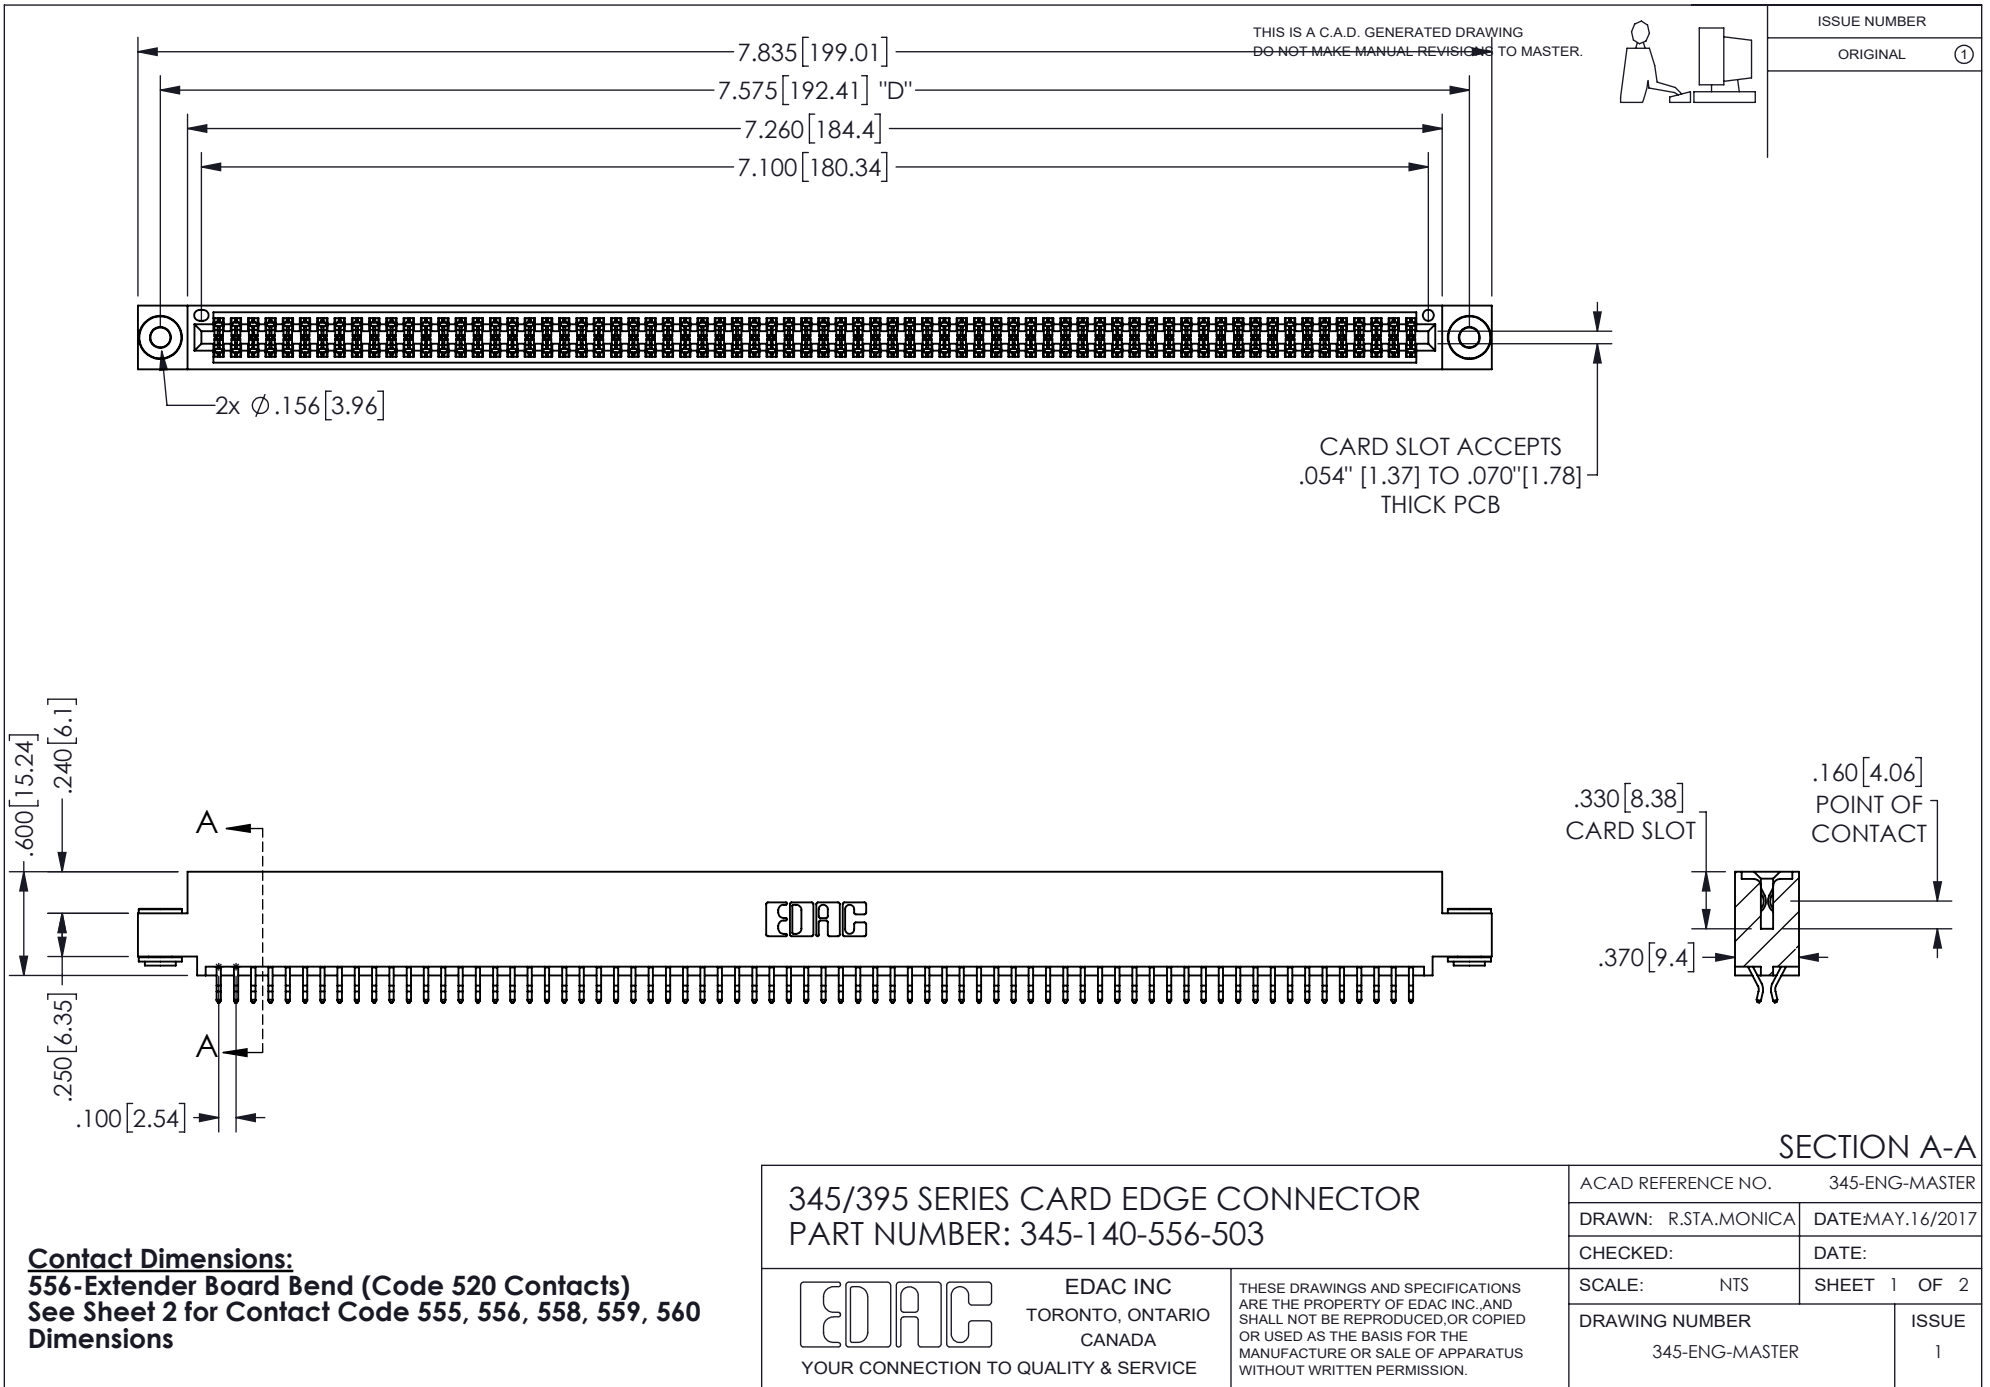 THIS IS A C.A.D. GENERATED DRAWING
DO NOT MAKE MANUAL REVISIONS TO MASTER.
ISSUE NUMBER
ORIGINAL 1
7.835[199.01]
7.575[192.41] "D"
7.260[184.4]
7.100[180.34]
2x Ø.156[3.96]
CARD SLOT ACCEPTS
.054" [1.37] TO .070"[1.78]
THICK PCB
.600[15.24]
.240[6.1]
A
EDAC
A
.250[6.35]
.100[2.54]
.330[8.38]
CARD SLOT
.160[4.06]
POINT OF
CONTACT
.370[9.4]
SECTION A-A
Contact Dimensions:
556-Extender Board Bend (Code 520 Contacts)
See Sheet 2 for Contact Code 555, 556, 558, 559, 560
Dimensions
345/395 SERIES CARD EDGE CONNECTOR
PART NUMBER: 345-140-556-503
EDAC
EDAC INC
TORONTO, ONTARIO
CANADA
YOUR CONNECTION TO QUALITY & SERVICE
THESE DRAWINGS AND SPECIFICATIONS
ARE THE PROPERTY OF EDAC INC.,AND
SHALL NOT BE REPRODUCED,OR COPIED
OR USED AS THE BASIS FOR THE
MANUFACTURE OR SALE OF APPARATUS
WITHOUT WRITTEN PERMISSION.
ACAD REFERENCE NO. 345-ENG-MASTER
DRAWN: R.STA.MONICA DATE:MAY.16/2017
CHECKED: DATE:
SCALE: NTS SHEET 1 OF 2
DRAWING NUMBER ISSUE
345-ENG-MASTER 1